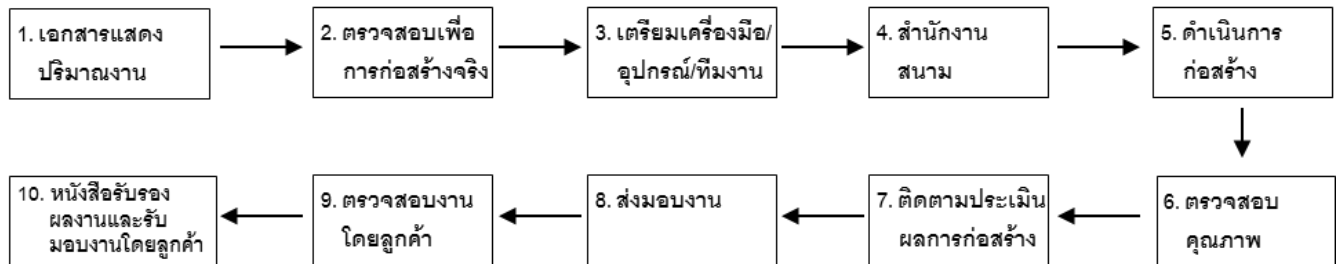 1. เอกสารแสดง
ปริมาณงาน
2. ตรวจสอบเพื่อ
การก่อสร้างจริง
3. เตรียมเครื่องมือ/
อุปกรณ์/ทีมงาน
4. สำนักงาน
สนาม
5. ดำเนินการ
ก่อสร้าง
6. ตรวจสอบ
คุณภาพ
7. ติดตามประเมิน
ผลการก่อสร้าง
8. ส่งมอบงาน
9. ตรวจสอบงาน
โดยลูกค้า
10. หนังสือรับรอง
ผลงานและรับ
มอบงานโดยลูกค้า